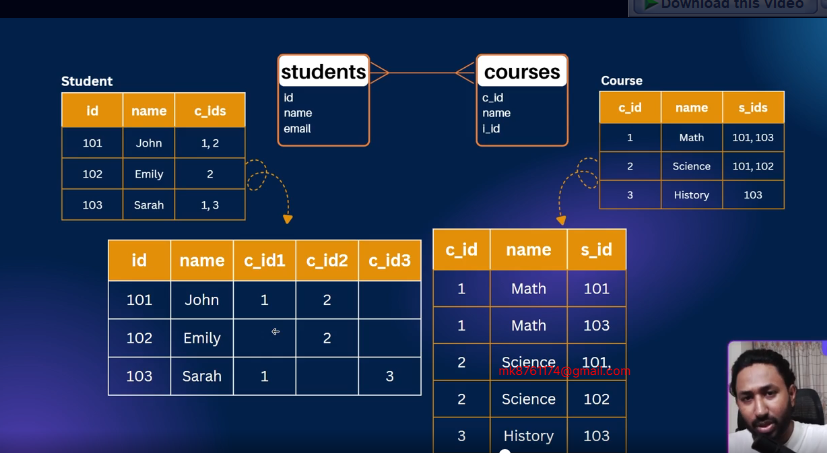 Download this video
students
id
name
email
courses
c_id
name
i_id
Student
id name c_ids
101 John 1, 2
102 Emily 2
103 Sarah 1, 3
Course
c_id name s_ids
1 Math 101, 103
2 Science 101, 102
3 History 103
id name c_id1 c_id2 c_id3
101 John 1 2
102 Emily 2
103 Sarah 1 3
c_id name s_id
1 Math 101
1 Math 103
2 Science 101,
mk8761174@gmail.com
2 Science 102
3 History 103